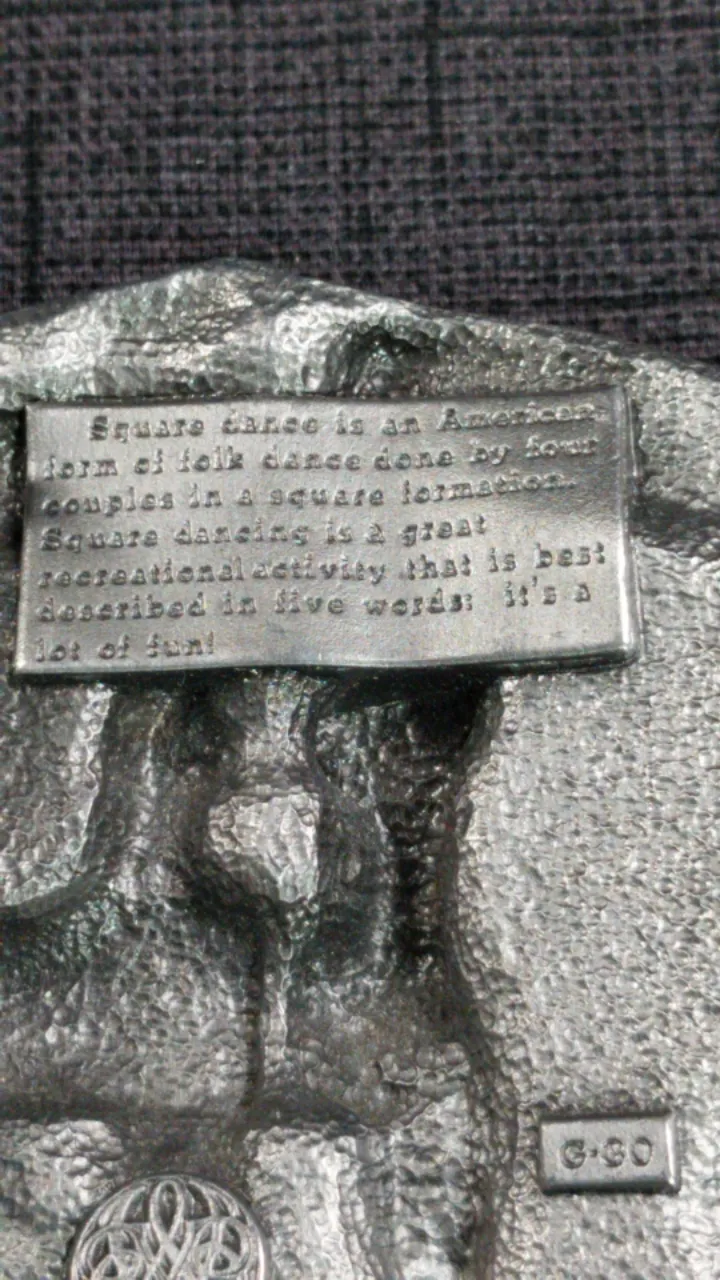 Square dance is an American
form of folk dance done by four
couples in a square formation.
Square dancing is a great
recreational activity that is best
described in five words: it's a
lot of fun!
G-30